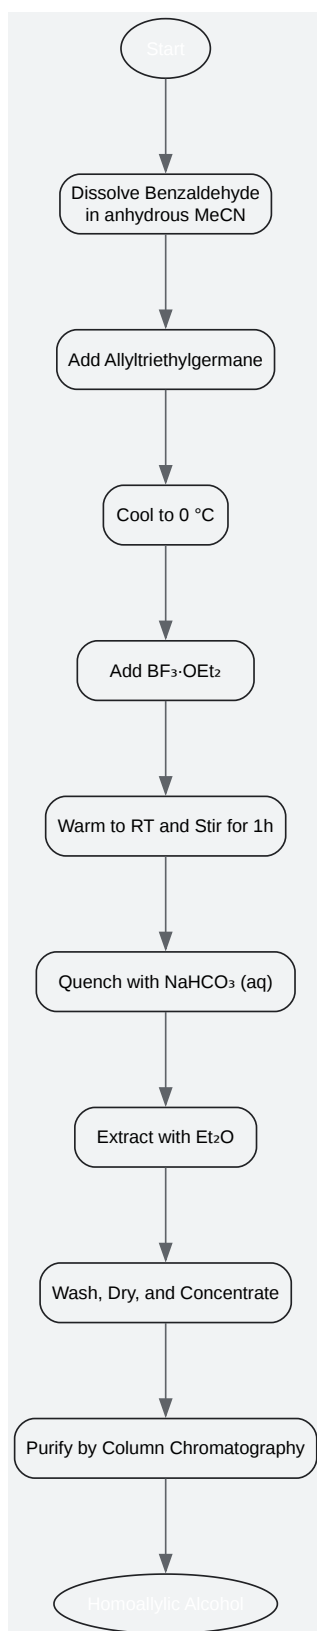 Start
Dissolve Benzaldehyde
in anhydrous MeCN
Add Allyltriethylgermane
Cool to 0 °C
Add BF₃·OEt₂
Warm to RT and Stir for 1h
Quench with NaHCO₃ (aq)
Extract with Et₂O
Wash, Dry, and Concentrate
Purify by Column Chromatography
Homoallylic Alcohol